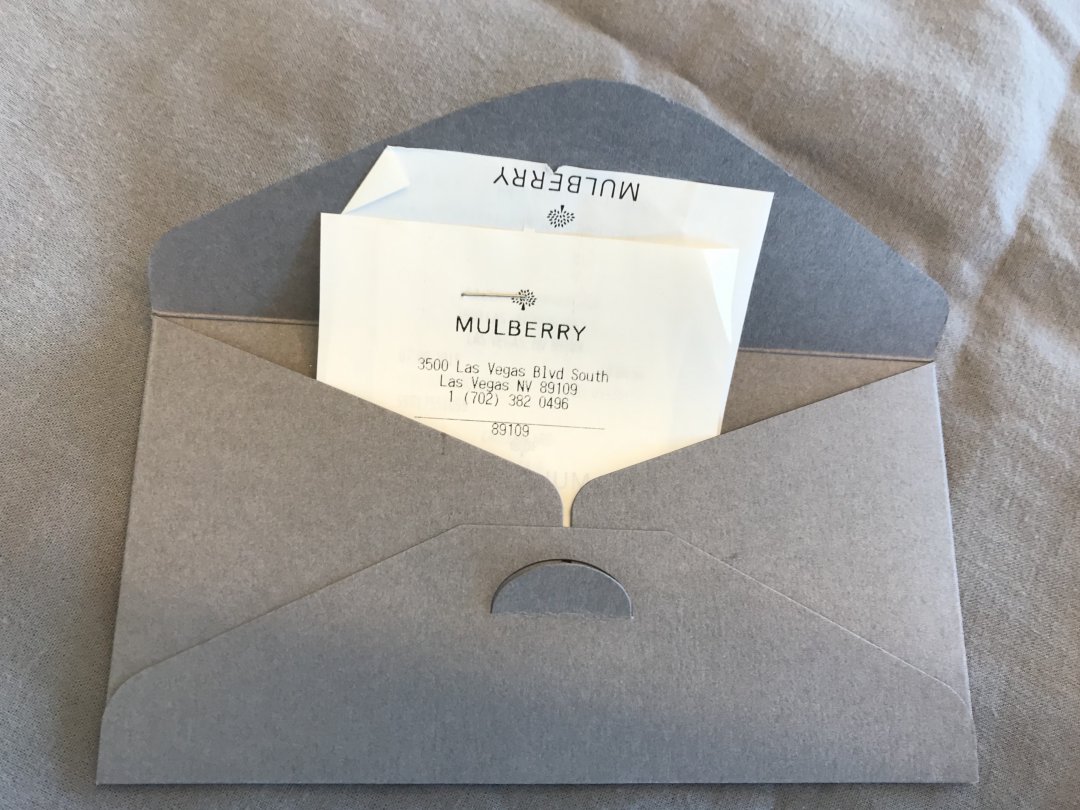 MULBERRY
MULBERRY
3500 Las Vegas Blvd South
Las Vegas NV 89109
1 (702) 382 0496
89109